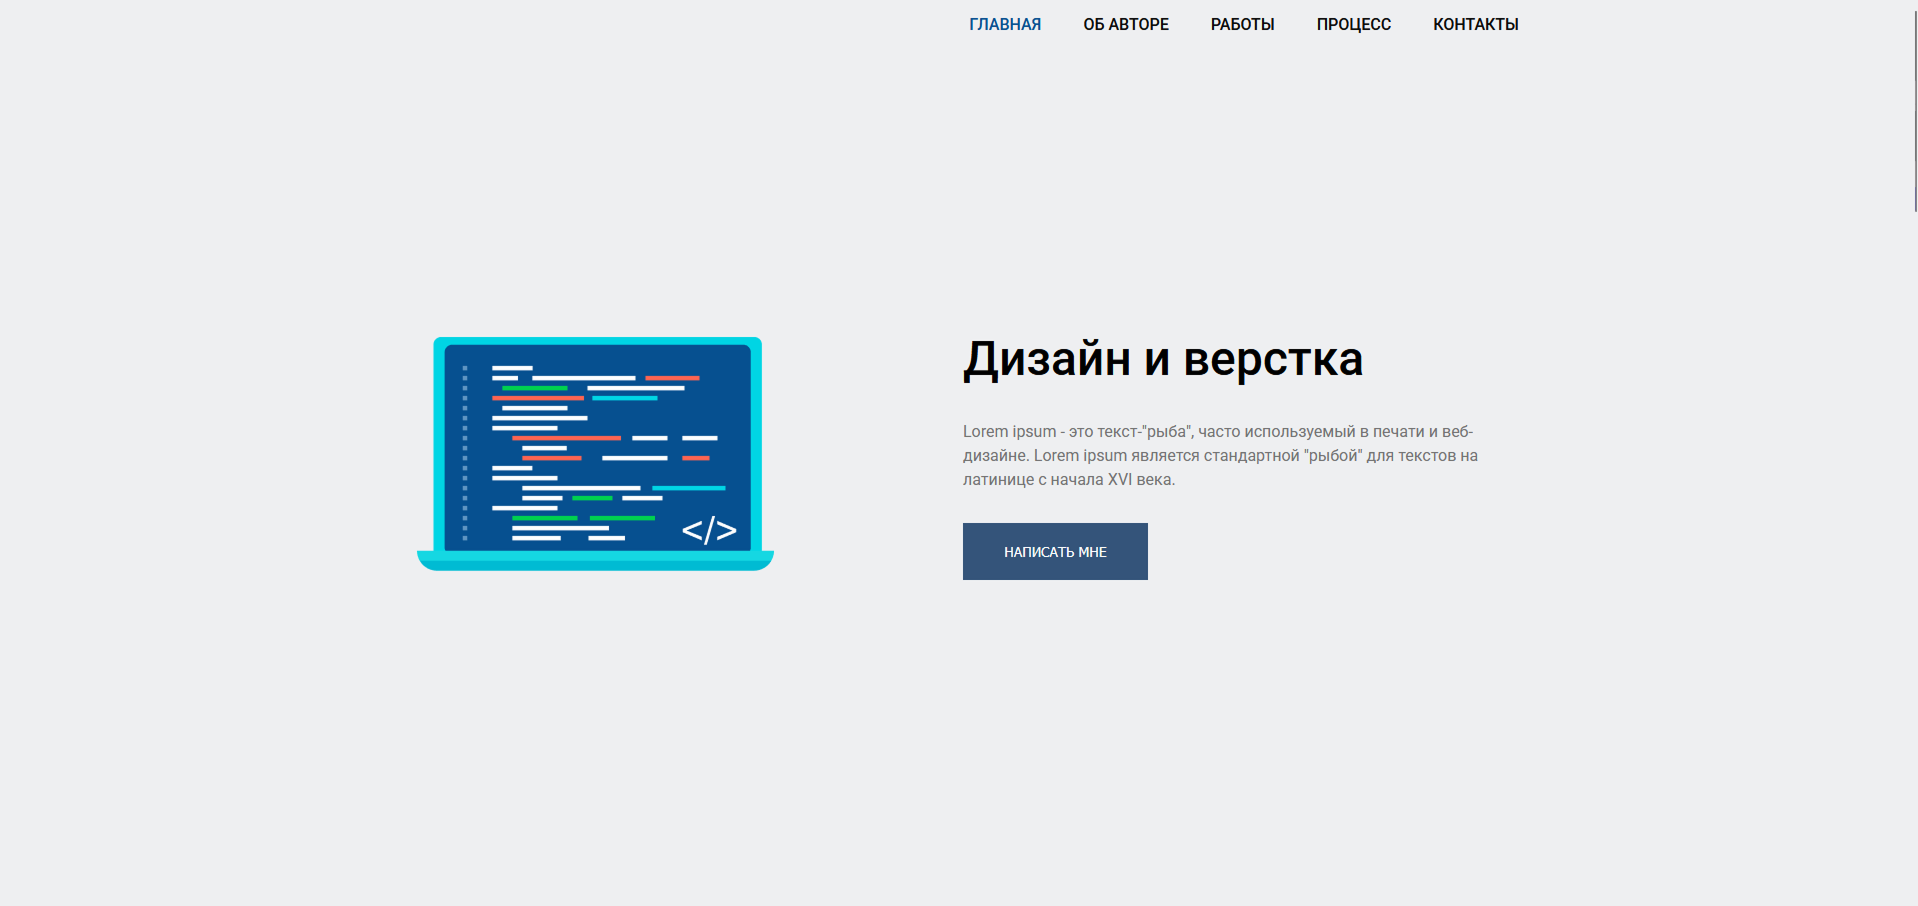 ГЛАВНАЯ ОБ АВТОРЕ РАБОТЫ ПРОЦЕСС КОНТАКТЫ
Дизайн и верстка
Lorem ipsum - это текст-"рыба", часто используемый в печати и веб-
дизайне. Lorem ipsum является стандартной "рыбой" для текстов на
латинице с начала XVI века.
</>
НАПИСАТЬ МНЕ